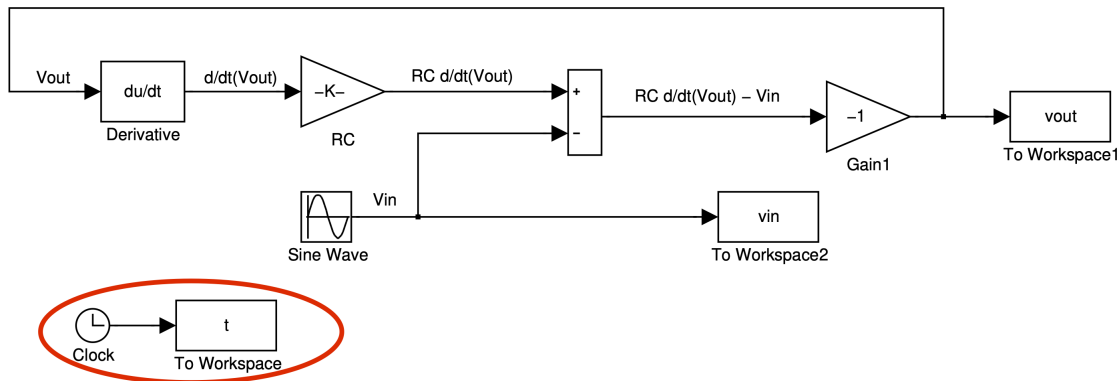 Vout
du/dt
Derivative
d/dt(Vout)
−K−
RC
RC d/dt(Vout)
+
−
RC d/dt(Vout) − Vin
−1
Gain1
vout
To Workspace1
Sine Wave
Vin
vin
To Workspace2
Clock
t
To Workspace